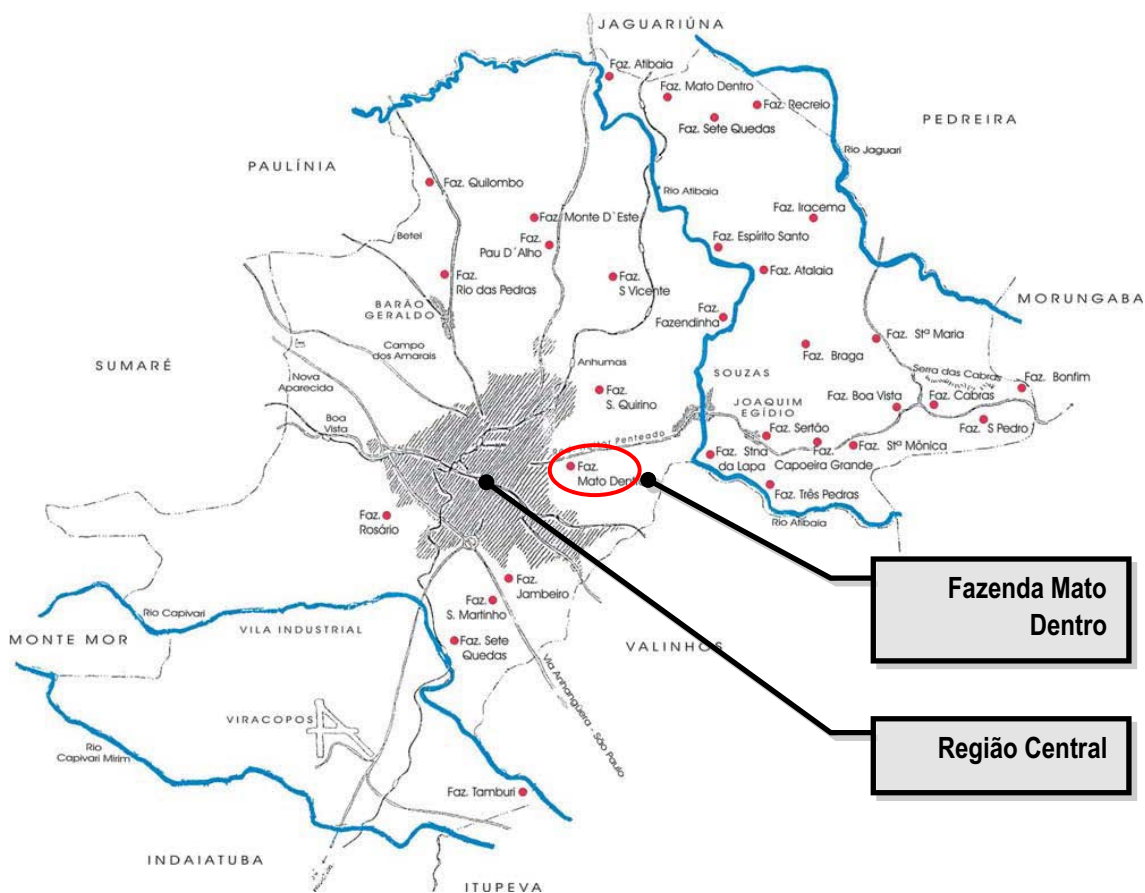 JAGUARIÚNA
Faz. Atibaia
Faz. Mato Dentro
Faz. Recreio
Faz. Sete Quedas
PEDREIRA
Rio Jaguari
PAULÍNIA
Faz. Quilombo
Rio Atibaia
Faz. Iracema
Faz. Monte D´Este
Betel
Faz.
Pau D´Alho
Faz. Espírito Santo
Faz. Atalaia
Faz.
Rio das Pedras
Faz.
S Vicente
MORUNGABA
BARÃO
GERALDO
Faz.
Fazendinha
Campo
dos Amarais
Faz. Stª Maria
SUMARÉ
Nova
Aparecida
Anhumas
Faz. Braga
Serra das Cabras
Faz. Bonfim
SOUZAS
Faz.
S. Quirino
Faz. Boa Vista
Faz. Cabras
JOAQUIM
EGÍDIO
Boa
Vista
Faz. S Pedro
Faz. Sertão
Penteado
Faz. Stna
da Lapa
Faz.
Capoeira Grande
Faz. Stª Mônica
Faz.
Mato Dentro
Faz. Três Pedras
Rio Atibaia
Faz.
Rosário
Fazenda Mato
Dentro
Faz.
Jambeiro
Faz.
S. Martinho
Rio Capivari
VILA INDUSTRIAL
MONTE MOR
Faz. Sete
Quedas
VALINHOS
Via Anhangüera - São Paulo
VIRACOPOS
Rio
Capivari Mirim
Região Central
Faz. Tamburi
INDAIATUBA
ITUPEVA